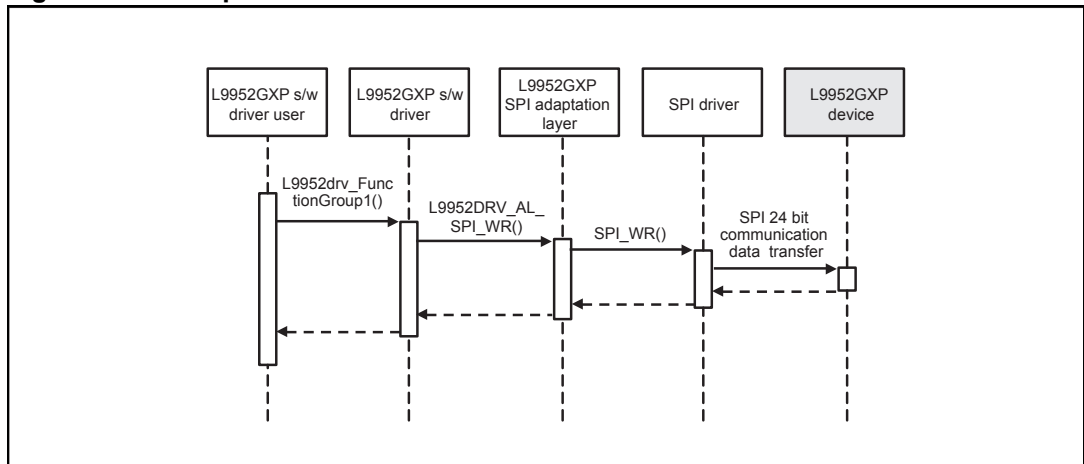 L9952GXP s/w
driver user
L9952GXP s/w
driver
L9952GXP
SPI adaptation
layer
SPI driver
L9952GXP
device
L9952drv_Func
tionGroup1()
L9952DRV_AL_
SPI_WR()
SPI_WR()
SPI 24 bit
communication
data transfer